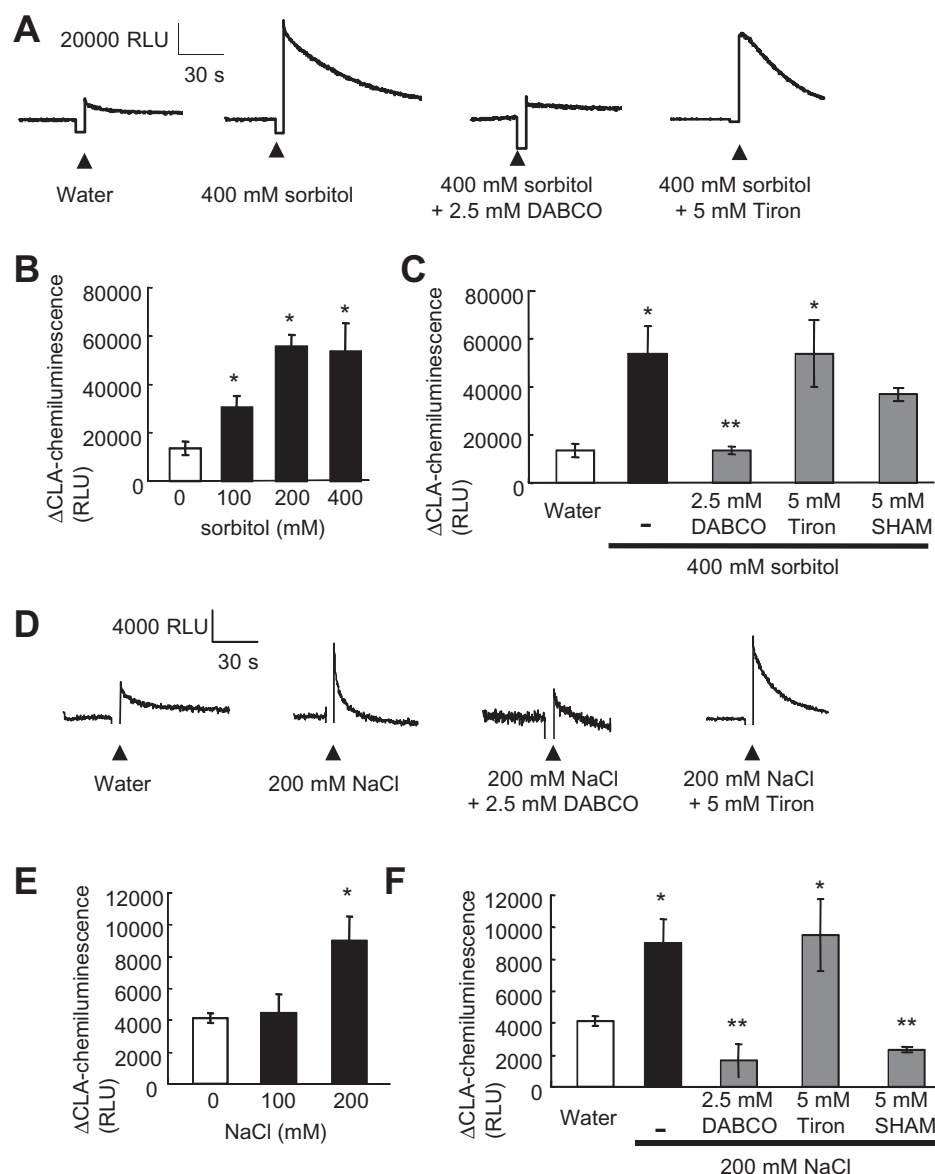 A
20000 RLU
30 s
Water
400 mM sorbitol
400 mM sorbitol
+ 2.5 mM DABCO
400 mM sorbitol
+ 5 mM Tiron
B
ΔCLA-chemiluminescence
(RLU)
80000
60000
40000
20000
0
*
*
*
0 100 200 400
sorbitol (mM)
C
ΔCLA-chemiluminescence
(RLU)
80000
60000
40000
20000
0
*
**
*
Water
-
2.5 mM
DABCO
5 mM
Tiron
5 mM
SHAM
400 mM sorbitol
D
4000 RLU
30 s
Water
200 mM NaCl
200 mM NaCl
+ 2.5 mM DABCO
200 mM NaCl
+ 5 mM Tiron
E
ΔCLA-chemiluminescence
(RLU)
12000
10000
8000
6000
4000
2000
0
*
0 100 200
NaCl (mM)
F
ΔCLA-chemiluminescence
(RLU)
12000
10000
8000
6000
4000
2000
0
*
**
*
**
Water
-
2.5 mM
DABCO
5 mM
Tiron
5 mM
SHAM
200 mM NaCl